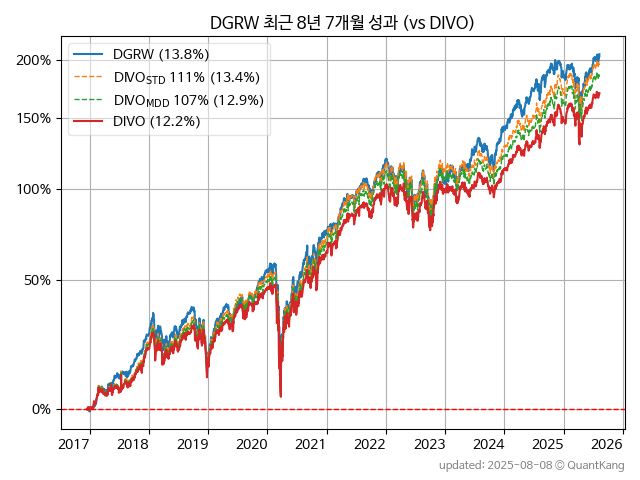 DGRW 최근 8년 7개월 성과 (vs DIVO)
DGRW (13.8%)
DIVO_STD 111% (13.4%)
DIVO_MDD 107% (12.9%)
DIVO (12.2%)
200%
150%
100%
50%
0%
2017 2018 2019 2020 2021 2022 2023 2024 2025 2026
updated: 2025-08-08 © QuantKang